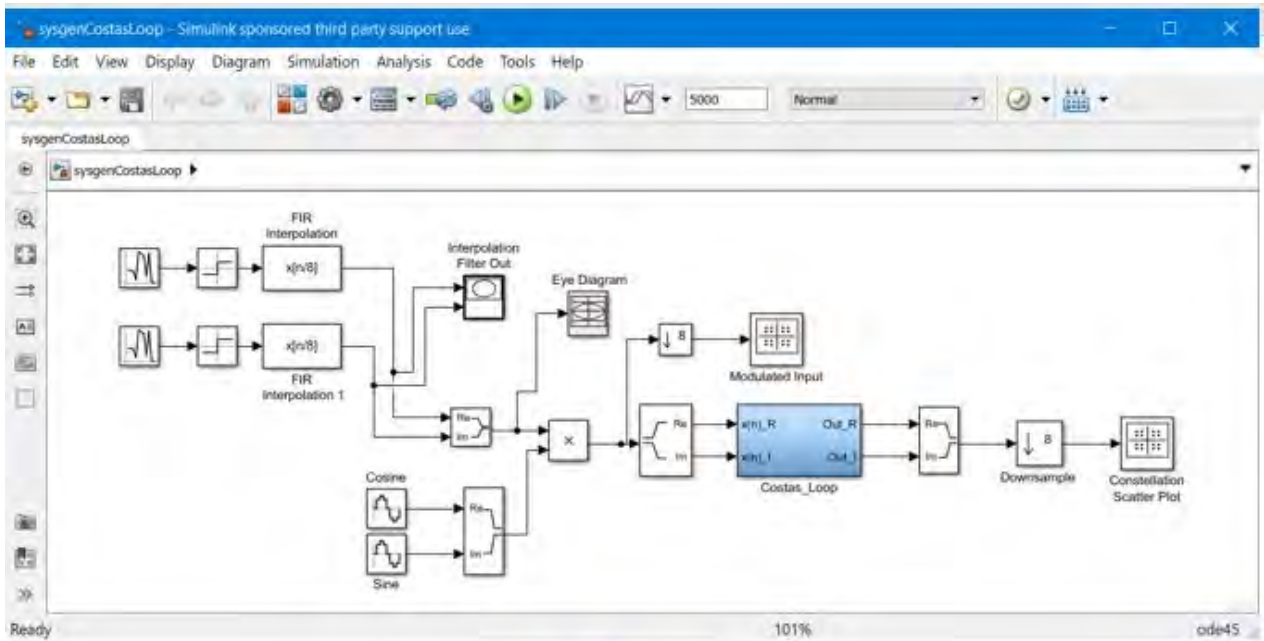 sysgenCostasLoop - Simulink sponsored third party support use
File Edit View Display Diagram Simulation Analysis Code Tools Help
5000 Normal
sysgenCostasLoop
sysgenCostasLoop
FIR
Interpolation
x[n/8]
Interpolation
Filter Out
Eye Diagram
x[n/8]
FIR
Interpolation 1
8
Modulated Input
Re
Im
×
Re
Im
x(n)_R Out_R
x(n)_I Out_I
Costas_Loop
Re
Im
8
Downsample
Constellation
Scatter Plot
Cosine
Re
Im
Sine
Ready 101% ode45